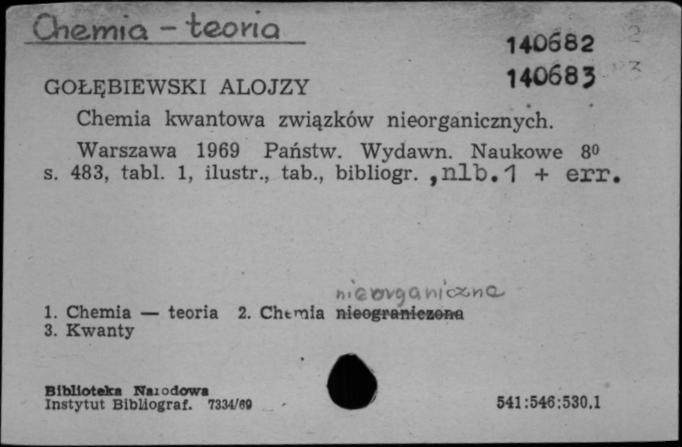 Chemia - teoria
140682
140683
GOŁĘBIEWSKI ALOJZY
Chemia kwantowa związków nieorganicznych.
Warszawa 1969 Państw. Wydawn. Naukowe 8⁰
s. 483, tabl. 1, ilustr., tab., bibliogr. ,nlb.1 + err.
nieorganiczna
1. Chemia — teoria 2. Chemia nieograniczona
3. Kwanty
Biblioteka Narodowa
Instytut Bibliograf. 7334/69
541:546:530.1